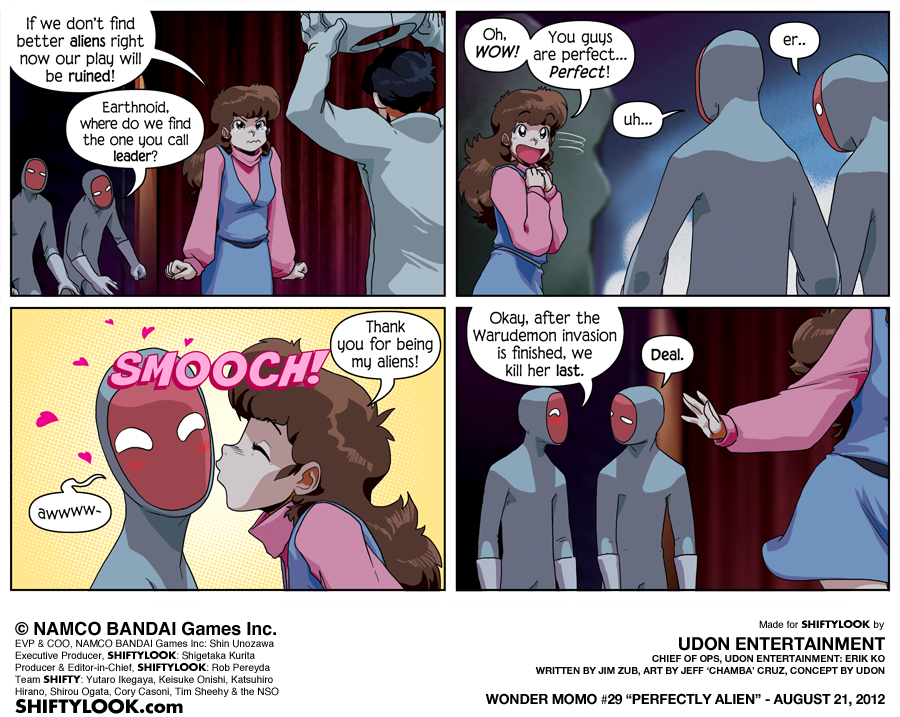 If we don't find
better aliens right
now our play will
be ruined!
Earthnoid,
where do we find
the one you call
leader?
Oh,
WOW!
You guys
are perfect...
Perfect!
uh...
er..
SMOOCH!
Thank
you for being
my aliens!
awwww~
Okay, after the
Warudemon invasion
is finished, we
kill her last.
Deal.
© NAMCO BANDAI Games Inc.
EVP & COO, NAMCO BANDAI Games Inc: Shin Unozawa
Executive Producer, SHIFTYLOOK: Shigetaka Kurita
Producer & Editor-in-Chief, SHIFTYLOOK: Rob Pereyda
Team SHIFTY: Yutaro Ikegaya, Keisuke Onishi, Katsuhiro
Hirano, Shirou Ogata, Cory Casoni, Tim Sheehy & the NSO
SHIFTYLOOK.com
Made for SHIFTYLOOK by
UDON ENTERTAINMENT
CHIEF OF OPS, UDON ENTERTAINMENT: ERIK KO
WRITTEN BY JIM ZUB, ART BY JEFF 'CHAMBA' CRUZ, CONCEPT BY UDON
WONDER MOMO #29 "PERFECTLY ALIEN" - AUGUST 21, 2012